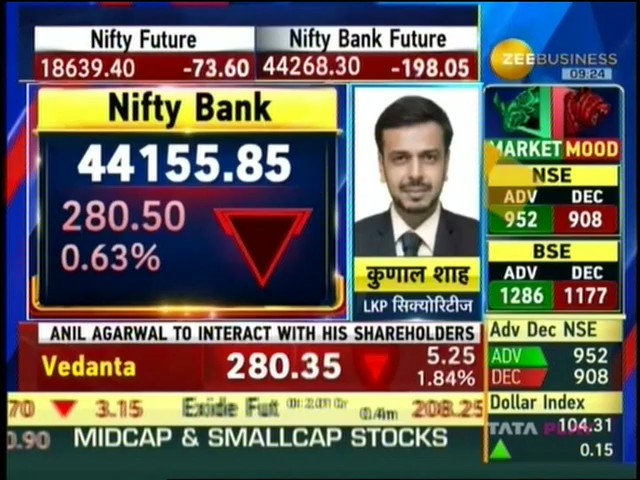 Nifty Future
18639.40 -73.60
Nifty Bank Future
44268.30 -198.05
ZEE BUSINESS
09:24
Nifty Bank
44155.85
280.50
0.63%
कुणाल शाह
LKP सिक्योरिटीज
MARKET MOOD
NSE
ADV DEC
952 908
BSE
ADV DEC
1286 1177
Adv Dec NSE
ADV 952
DEC 908
Dollar Index
104.31
TATA PLAY
0.15
ANIL AGARWAL TO INTERACT WITH HIS SHAREHOLDERS
Vedanta 280.35 5.25
1.84%
70 3.15 Exide Fut 208.25
0.90 MIDCAP & SMALLCAP STOCKS